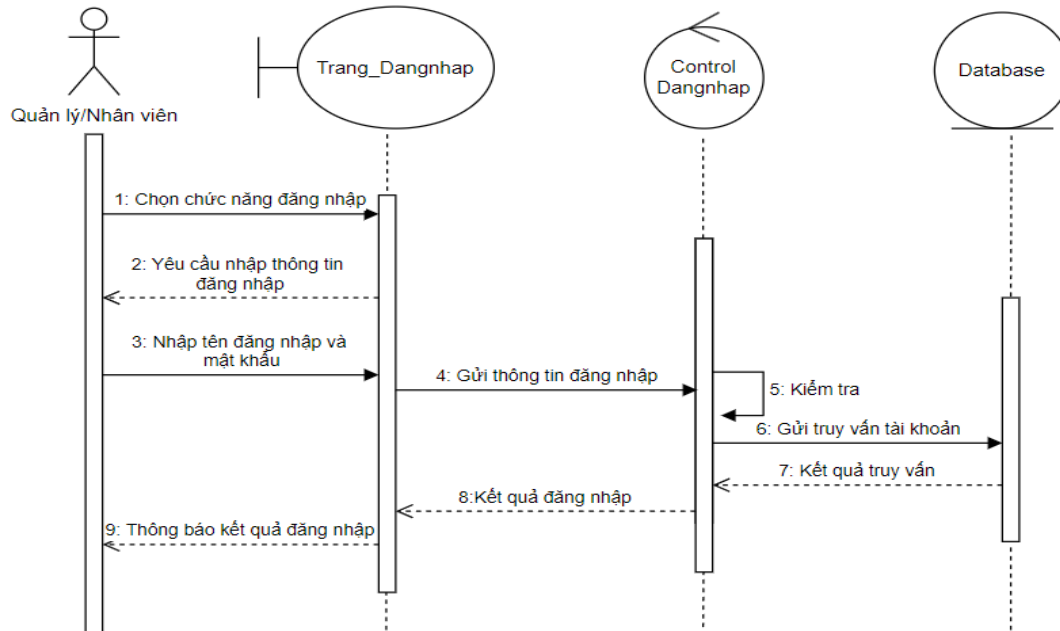 Quản lý/Nhân viên
Trang_Dangnhap
Control
Dangnhap
Database
1: Chọn chức năng đăng nhập
2: Yêu cầu nhập thông tin
đăng nhập
3: Nhập tên đăng nhập và
mật khẩu
4: Gửi thông tin đăng nhập
5: Kiểm tra
6: Gửi truy vấn tài khoản
7: Kết quả truy vấn
8:Kết quả đăng nhập
9: Thông báo kết quả đăng nhập